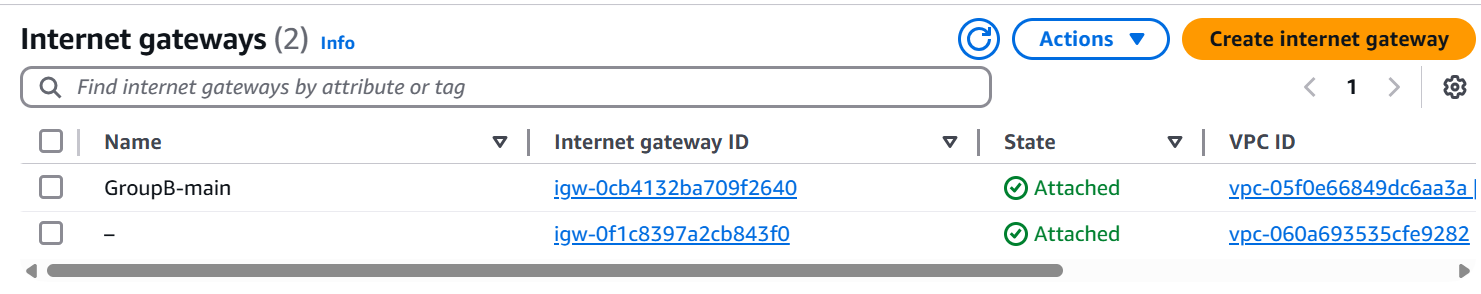 Internet gateways (2) Info Actions Create internet gateway
Find internet gateways by attribute or tag 1
Name Internet gateway ID State VPC ID
GroupB-main igw-0cb4132ba709f2640 Attached vpc-05f0e66849dc6aa3a |
– igw-0f1c8397a2cb843f0 Attached vpc-060a693535cfe9282